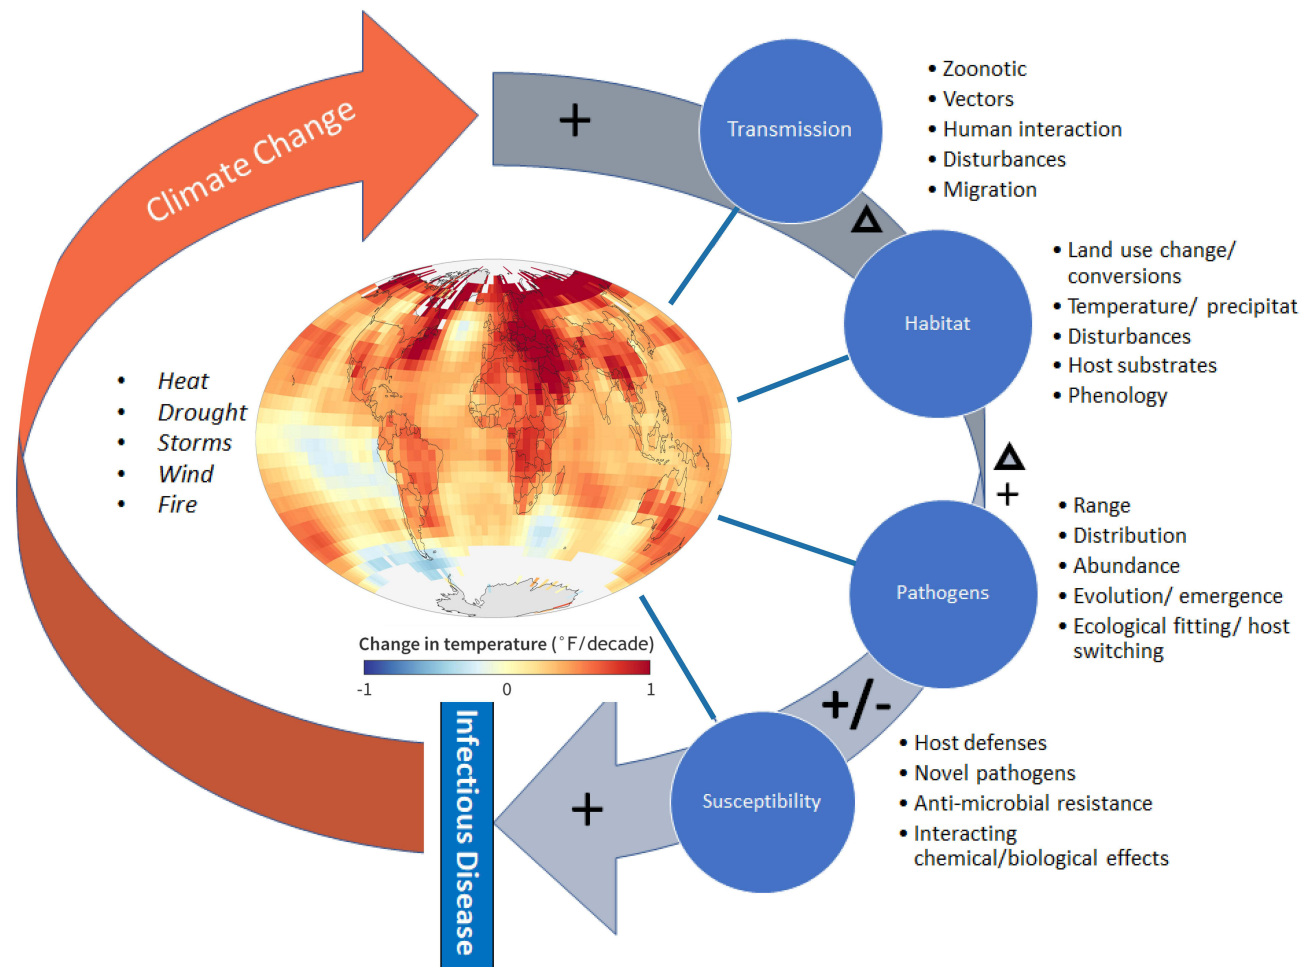 Climate Change
+
Transmission
• Zoonotic
• Vectors
• Human interaction
• Disturbances
• Migration
Δ
Habitat
• Land use change/
conversions
• Temperature/ precipitat
• Disturbances
• Host substrates
• Phenology
• Heat
• Drought
• Storms
• Wind
• Fire
Δ
+
Pathogens
• Range
• Distribution
• Abundance
• Evolution/ emergence
• Ecological fitting/ host
switching
Change in temperature (°F/decade)
-1 0 1
+/-
Susceptibility
• Host defenses
• Novel pathogens
• Anti-microbial resistance
• Interacting
chemical/biological effects
+
Infectious Disease